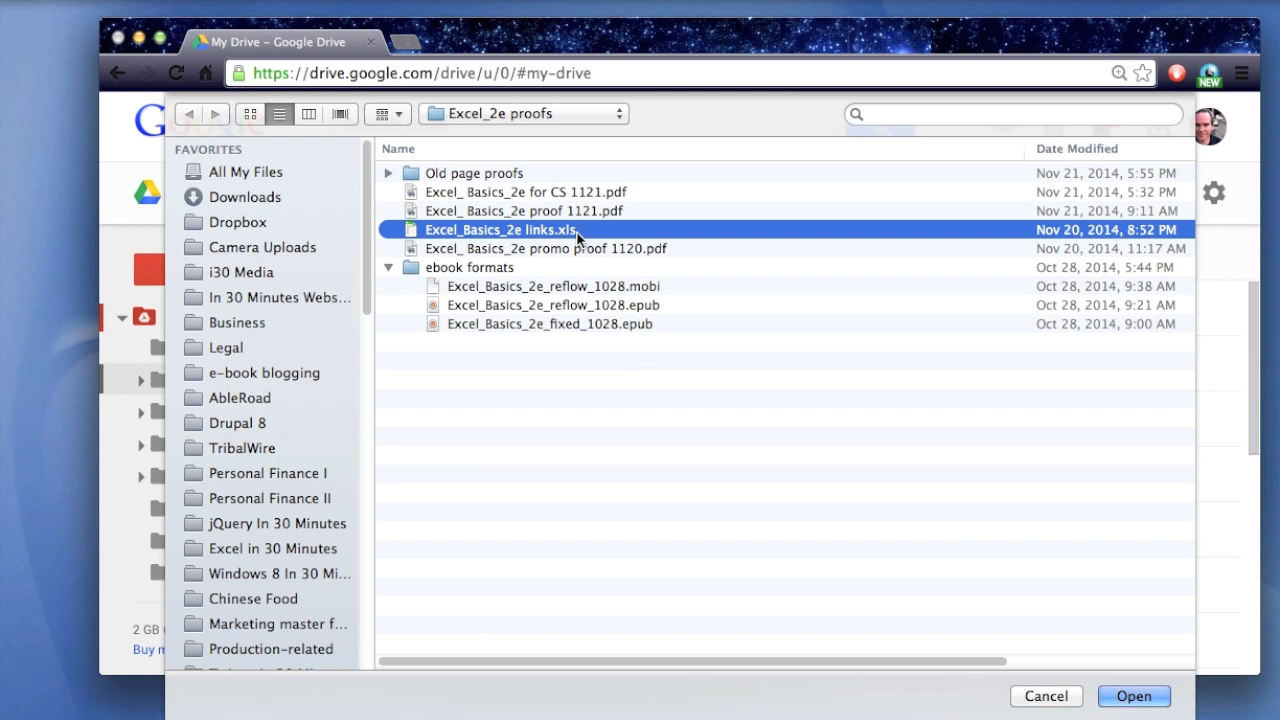 My Drive – Google Drive
https://drive.google.com/drive/u/0/#my-drive
NEW
G
Excel_2e proofs
FAVORITES
All My Files
Downloads
Dropbox
Camera Uploads
i30 Media
In 30 Minutes Webs...
Business
Legal
e-book blogging
AbleRoad
Drupal 8
TribalWire
Personal Finance I
Personal Finance II
jQuery In 30 Minutes
Excel in 30 Minutes
Windows 8 In 30 Mi...
Chinese Food
Marketing master f...
Production-related
Name Date Modified
Old page proofs Nov 21, 2014, 5:55 PM
Excel_ Basics_2e for CS 1121.pdf Nov 21, 2014, 5:32 PM
Excel_ Basics_2e proof 1121.pdf Nov 21, 2014, 9:11 AM
Excel_Basics_2e links.xls Nov 20, 2014, 8:52 PM
Excel_ Basics_2e promo proof 1120.pdf Nov 20, 2014, 11:17 AM
ebook formats Oct 28, 2014, 5:44 PM
Excel_Basics_2e_reflow_1028.mobi Oct 28, 2014, 9:38 AM
Excel_Basics_2e_reflow_1028.epub Oct 28, 2014, 9:21 AM
Excel_Basics_2e_fixed_1028.epub Oct 28, 2014, 9:00 AM
2 GB
Buy
Cancel Open